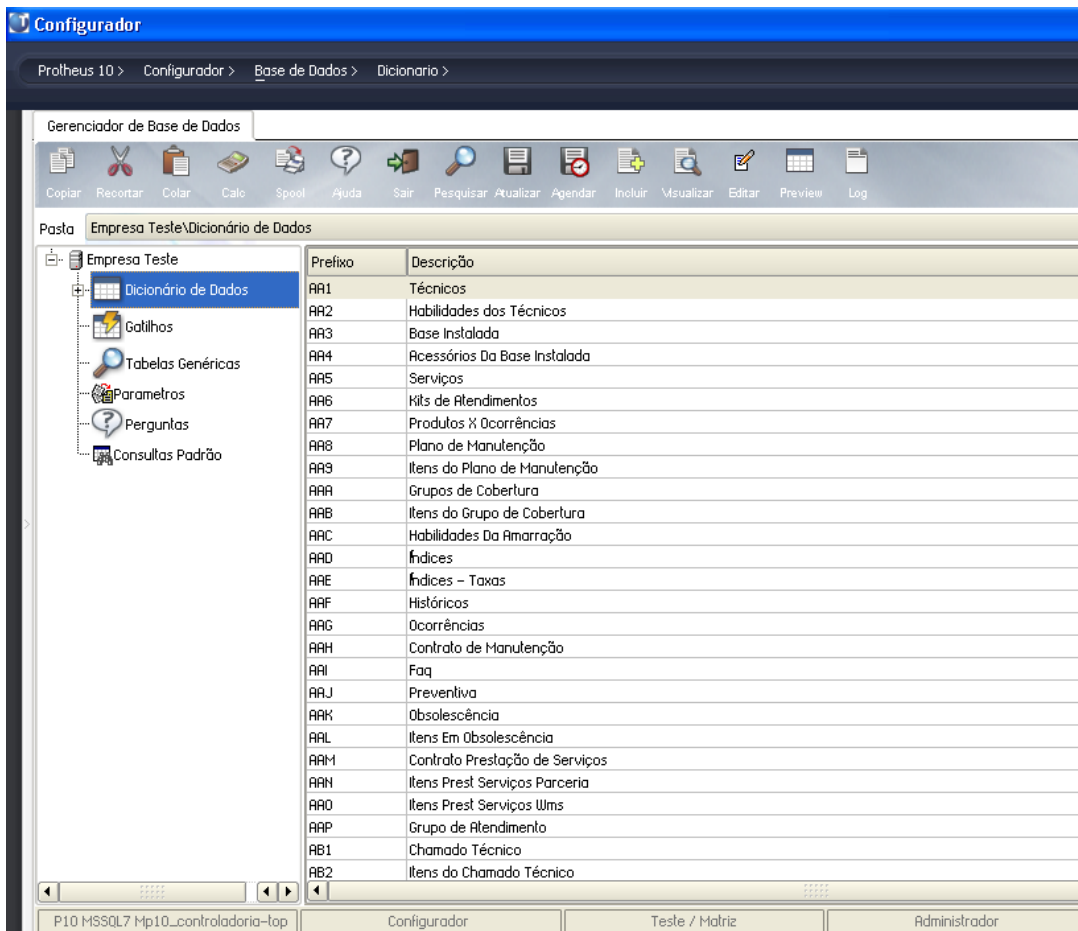 Configurador
Protheus 10 > Configurador > Base de Dados > Dicionario >
Gerenciador de Base de Dados
Copiar Recortar Colar Calc Spool Ajuda Sair Pesquisar Atualizar Agendar Incluir Visualizar Editar Preview Log
Pasta Empresa Teste\Dicionário de Dados
Empresa Teste
Dicionário de Dados
Gatilhos
Tabelas Genéricas
Parametros
Perguntas
Consultas Padrão
Prefixo Descrição
AA1 Técnicos
AA2 Habilidades dos Técnicos
AA3 Base Instalada
AA4 Acessórios Da Base Instalada
AA5 Serviços
AA6 Kits de Atendimentos
AA7 Produtos X Ocorrências
AA8 Plano de Manutenção
AA9 Itens do Plano de Manutenção
AAA Grupos de Cobertura
AAB Itens do Grupo de Cobertura
AAC Habilidades Da Amarração
AAD Índices
AAE Índices - Taxas
AAF Históricos
AAG Ocorrências
AAH Contrato de Manutenção
AAI Faq
AAJ Preventiva
AAK Obsolescência
AAL Itens Em Obsolescência
AAM Contrato Prestação de Serviços
AAN Itens Prest Serviços Parceria
AAO Itens Prest Serviços Wms
AAP Grupo de Atendimento
AB1 Chamado Técnico
AB2 Itens do Chamado Técnico
P10 MSSQL7 Mp10_controladoria-top Configurador Teste / Matriz Administrador